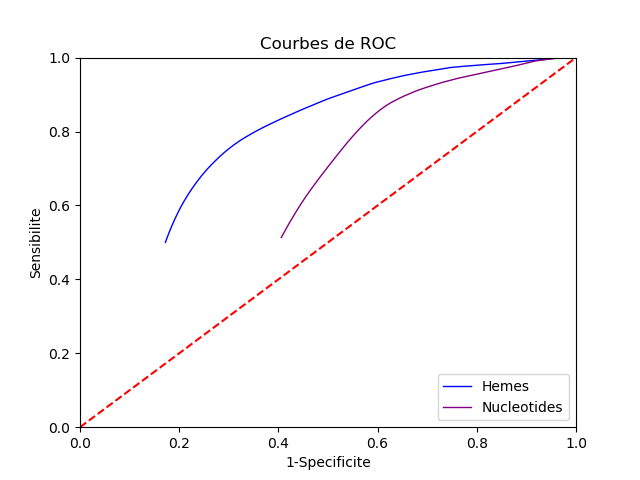 Courbes de ROC
1.0
0.8
0.6
0.4
0.2
0.0
Sensibilite
Hemes
Nucleotides
0.0 0.2 0.4 0.6 0.8 1.0
1-Specificite